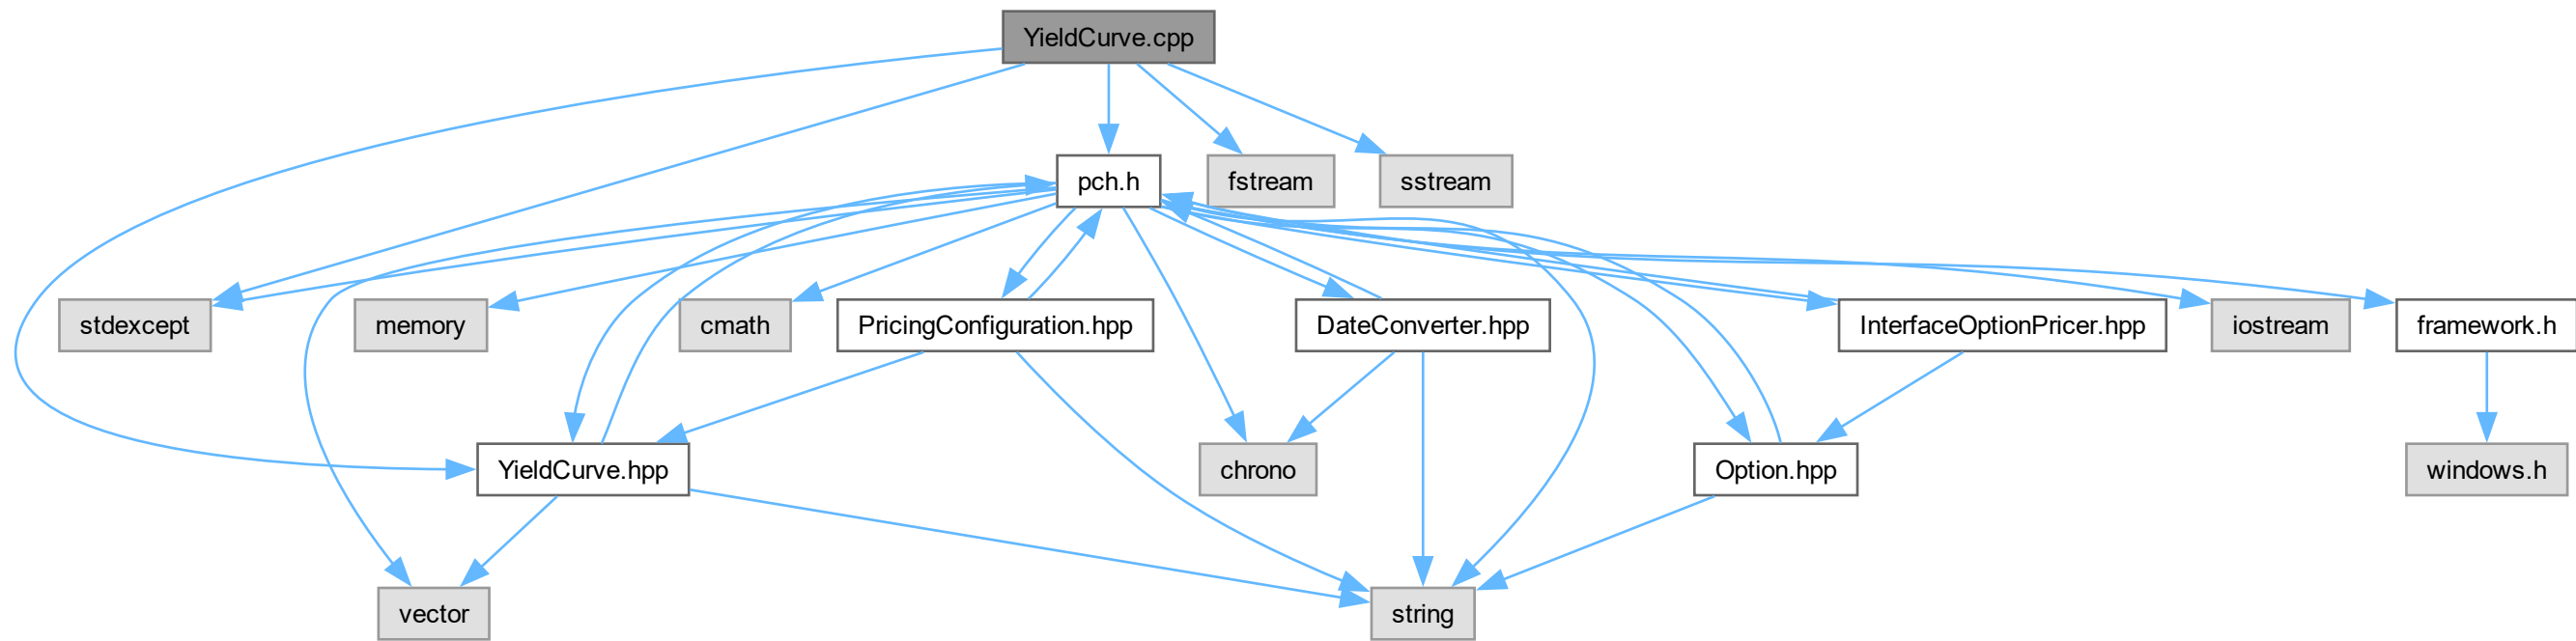 YieldCurve.cpp
pch.h
fstream
sstream
stdexcept
memory
cmath
PricingConfiguration.hpp
DateConverter.hpp
InterfaceOptionPricer.hpp
iostream
framework.h
YieldCurve.hpp
chrono
Option.hpp
windows.h
vector
string